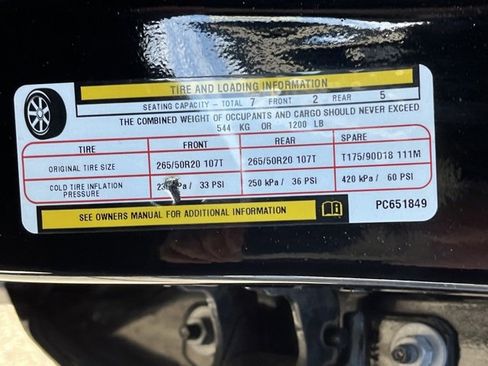 TIRE AND LOADING INFORMATION
SEATING CAPACITY - TOTAL 7 FRONT 2 REAR 5
THE COMBINED WEIGHT OF OCCUPANTS AND CARGO SHOULD NEVER EXCEED
544 KG OR 1200 LB
TIRE FRONT REAR SPARE
ORIGINAL TIRE SIZE 265/50R20 107T 265/50R20 107T T175/90D18 111M
COLD TIRE INFLATION PRESSURE / 33 PSI 250 kPa / 36 PSI 420 kPa / 60 PSI
SEE OWNERS MANUAL FOR ADDITIONAL INFORMATION
PC651849